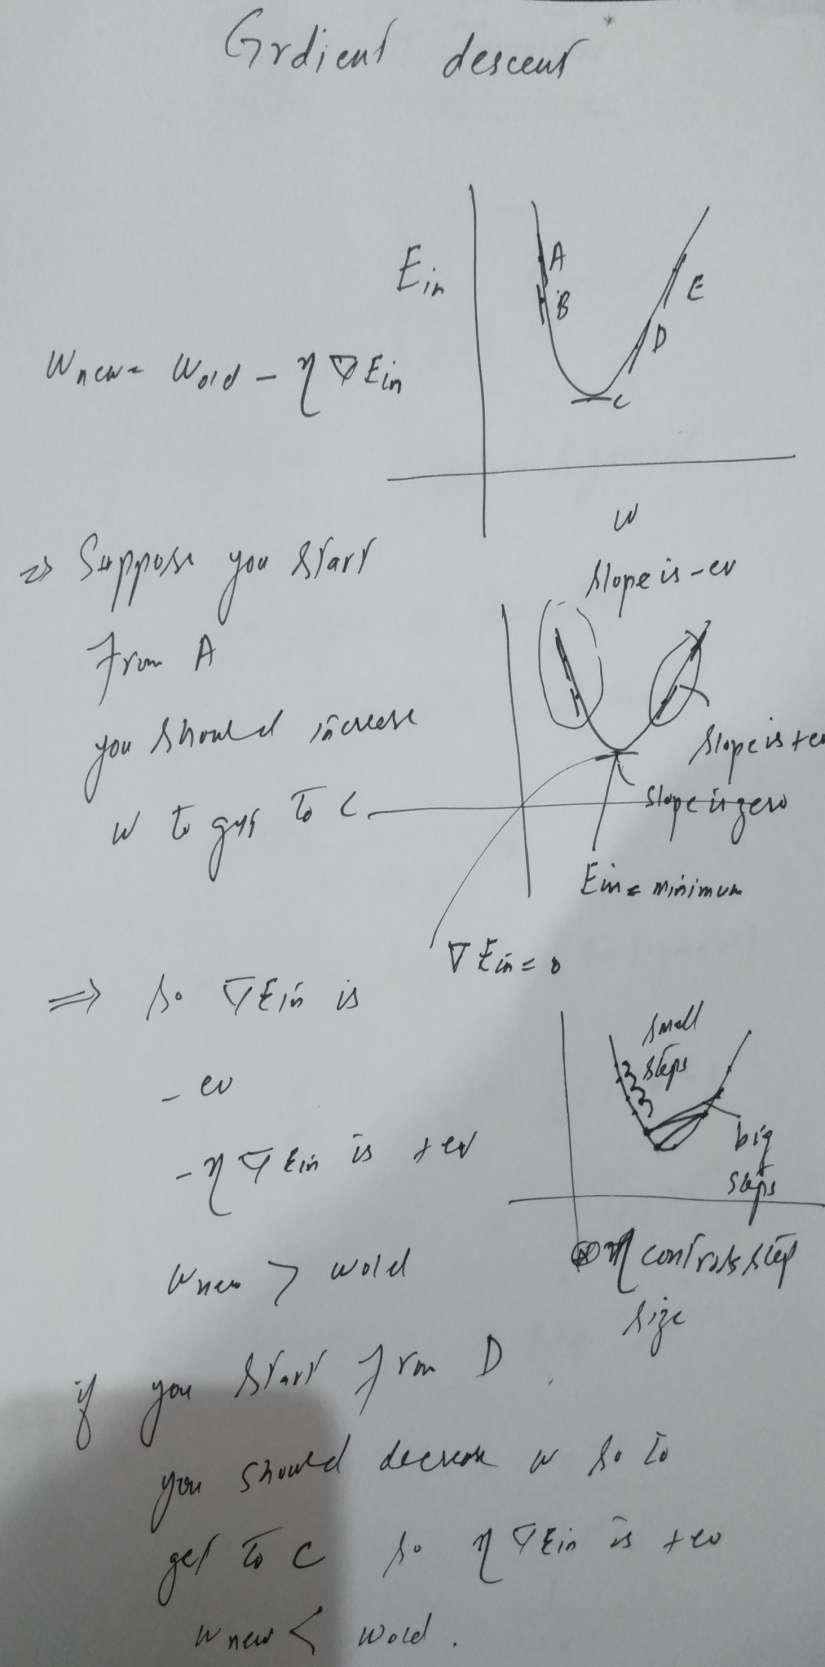 Grdient descent
Ein
A
B
E
D
C
Wnew = Wold - η ∇ Ein
w
⇒ Suppose you start
from A
you should increase
w to get to C
slope is -ev
slope is +ev
slope is zero
Ein = minimum
∇ Ein = 0
⇒ so ∇Ein is
- ev
- η ∇ Ein is +ev
wnew > wold
small
steps
big
steps
η controls step
size
if you start from D
you should decrease w so to
get to C so η ∇Ein is +ev
wnew < wold.